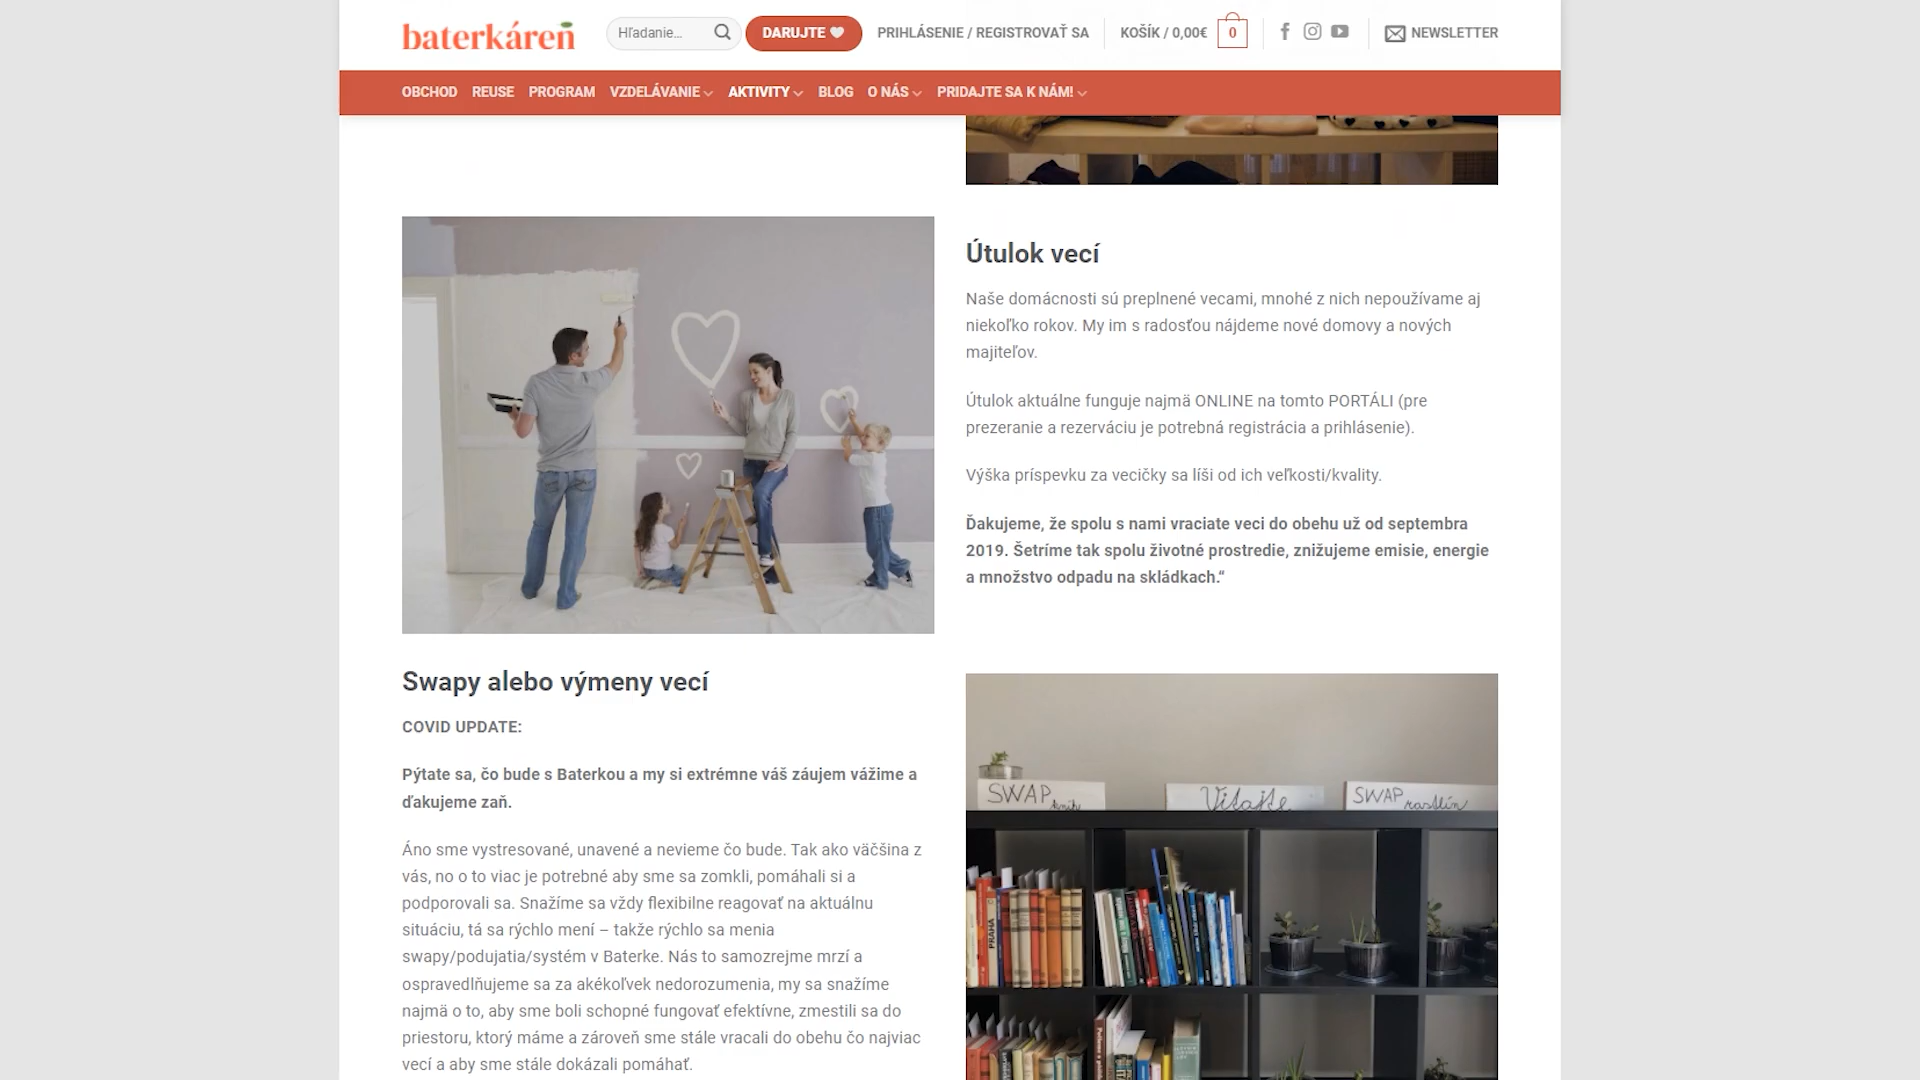 baterkáreň
Hľadanie...
DARUJTE
PRIHLÁSENIE / REGISTROVAŤ SA
KOŠÍK / 0,00€
0
NEWSLETTER
OBCHOD REUSE PROGRAM VZDELÁVANIE AKTIVITY BLOG O NÁS PRIDAJTE SA K NÁM!
Útulok vecí
Naše domácnosti sú preplnené vecami, mnohé z nich nepoužívame aj
niekoľko rokov. My im s radosťou nájdeme nové domovy a nových
majiteľov.
Útulok aktuálne funguje najmä ONLINE na tomto PORTÁLI (pre
prezeranie a rezerváciu je potrebná registrácia a prihlásenie).
Výška príspevku za vecičky sa líši od ich veľkosti/kvality.
Ďakujeme, že spolu s nami vraciate veci do obehu už od septembra
2019. Šetríme tak spolu životné prostredie, znižujeme emisie, energie
a množstvo odpadu na skládkach.“
Swapy alebo výmeny vecí
COVID UPDATE:
Pýtate sa, čo bude s Baterkou a my si extrémne váš záujem vážime a
ďakujeme zaň.
Áno sme vystresované, unavené a nevieme čo bude. Tak ako väčšina z
vás, no o to viac je potrebné aby sme sa zomkli, pomáhali si a
podporovali sa. Snažíme sa vždy flexibilne reagovať na aktuálnu
situáciu, tá sa rýchlo mení – takže rýchlo sa menia
swapy/podujatia/systém v Baterke. Nás to samozrejme mrzí a
ospravedlňujeme sa za akékoľvek nedorozumenia, my sa snažíme
najmä o to, aby sme boli schopné fungovať efektívne, zmestili sa do
priestoru, ktorý máme a zároveň sme stále vracali do obehu čo najviac
vecí a aby sme stále dokázali pomáhať.
SWAP kníh
Vitajte
SWAP rastlín
PRAHA